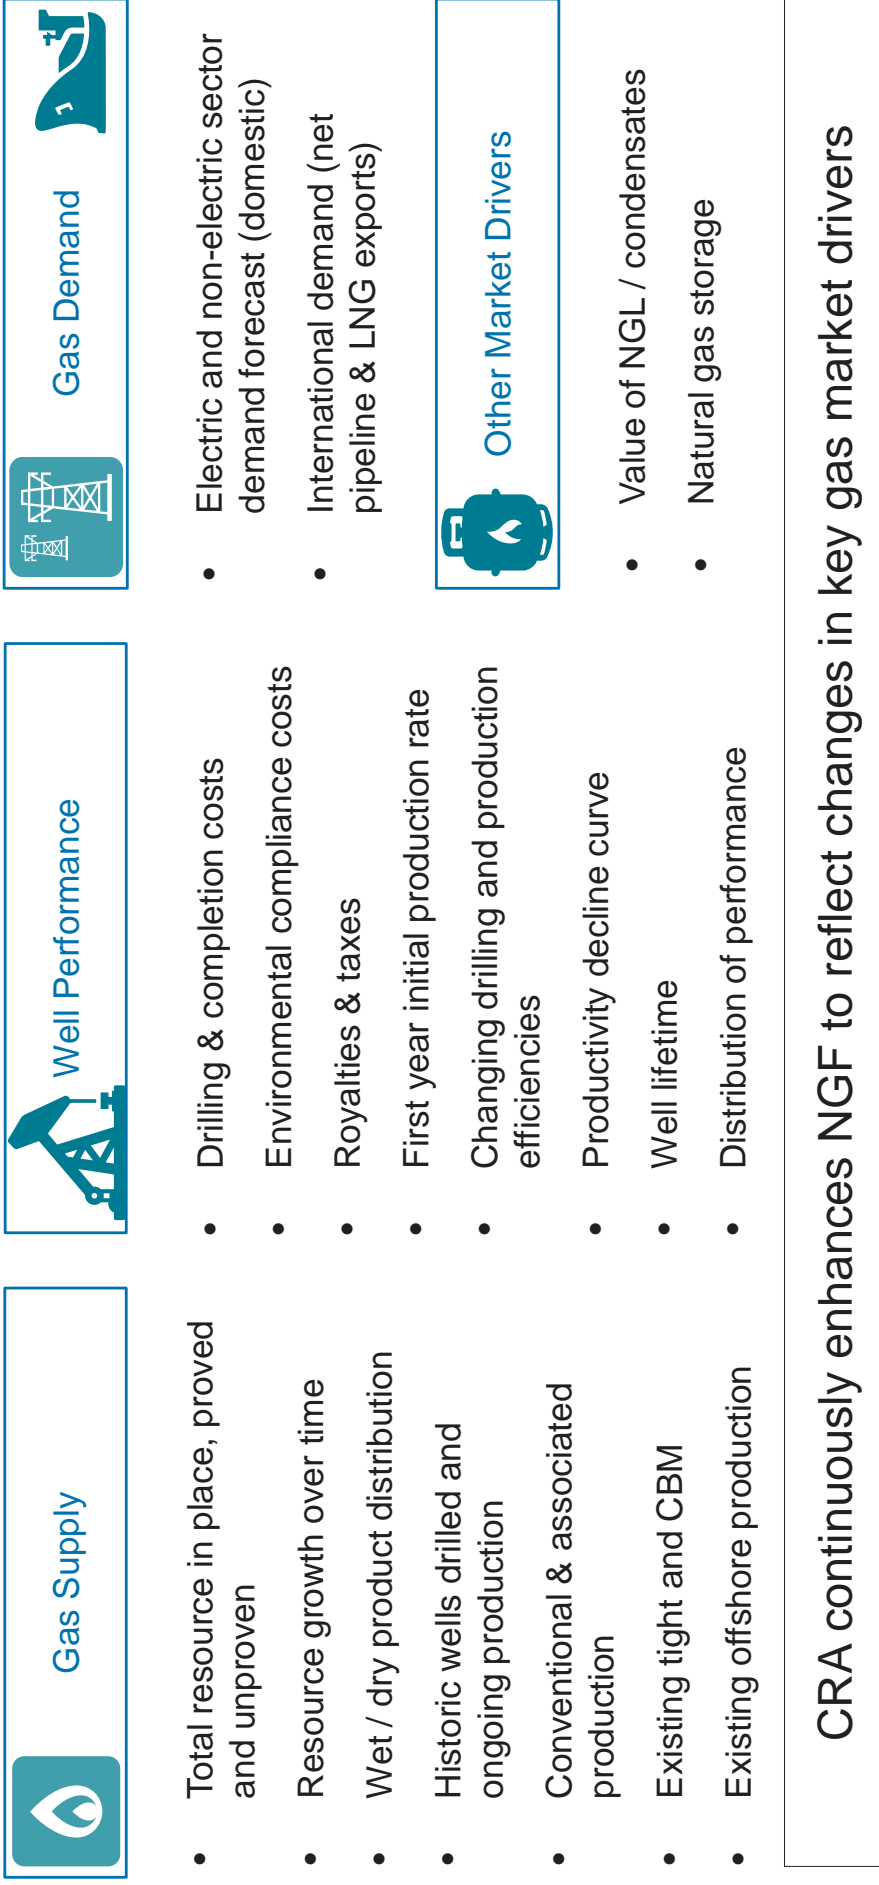 Gas Supply
Total resource in place, proved
and unproven
Resource growth over time
Wet / dry product distribution
Historic wells drilled and
ongoing production
Conventional & associated
production
Existing tight and CBM
Existing offshore production
Well Performance
Drilling & completion costs
Environmental compliance costs
Royalties & taxes
First year initial production rate
Changing drilling and production
efficiencies
Productivity decline curve
Well lifetime
Distribution of performance
Gas Demand
Electric and non-electric sector
demand forecast (domestic)
International demand (net
pipeline & LNG exports)
Other Market Drivers
Value of NGL / condensates
Natural gas storage
CRA continuously enhances NGF to reflect changes in key gas market drivers